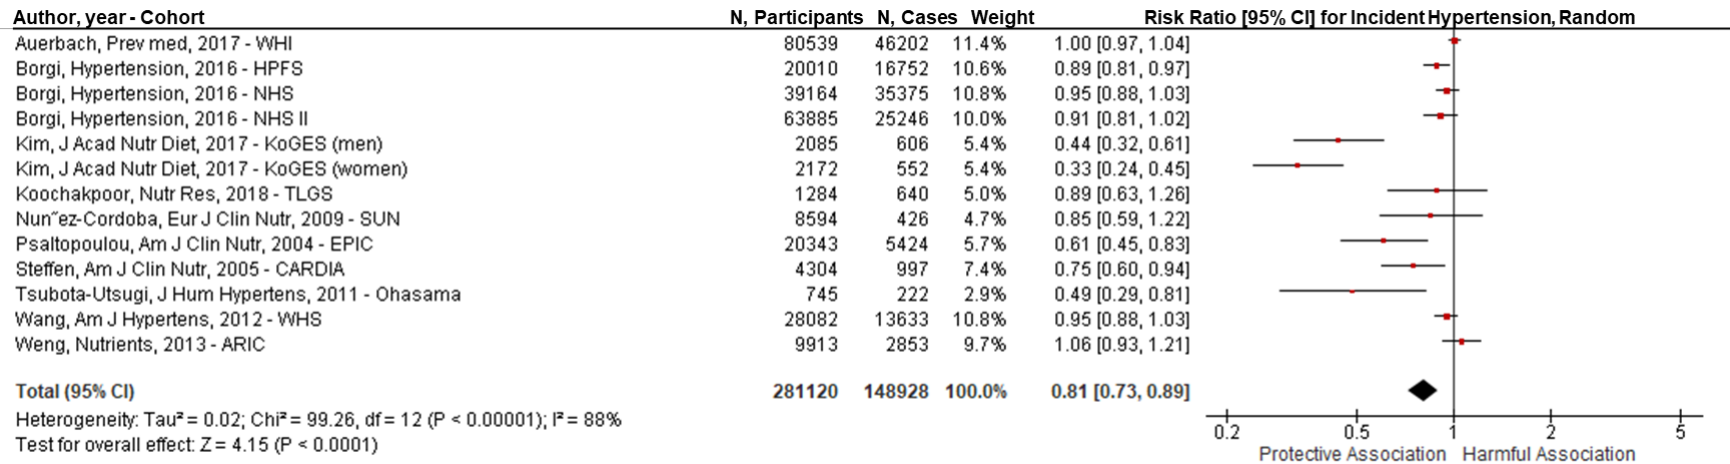 Author, year - Cohort N, Participants N, Cases Weight Risk Ratio [95% CI] for Incident Hypertension, Random
Auerbach, Prev med, 2017 - WHI 80539 46202 11.4% 1.00 [0.97, 1.04]
Borgi, Hypertension, 2016 - HPFS 20010 16752 10.6% 0.89 [0.81, 0.97]
Borgi, Hypertension, 2016 - NHS 39164 35375 10.8% 0.95 [0.88, 1.03]
Borgi, Hypertension, 2016 - NHS II 63885 25246 10.0% 0.91 [0.81, 1.02]
Kim, J Acad Nutr Diet, 2017 - KoGES (men) 2085 606 5.4% 0.44 [0.32, 0.61]
Kim, J Acad Nutr Diet, 2017 - KoGES (women) 2172 552 5.4% 0.33 [0.24, 0.45]
Koochakpoor, Nutr Res, 2018 - TLGS 1284 640 5.0% 0.89 [0.63, 1.26]
Nun˜ez-Cordoba, Eur J Clin Nutr, 2009 - SUN 8594 426 4.7% 0.85 [0.59, 1.22]
Psaltopoulou, Am J Clin Nutr, 2004 - EPIC 20343 5424 5.7% 0.61 [0.45, 0.83]
Steffen, Am J Clin Nutr, 2005 - CARDIA 4304 997 7.4% 0.75 [0.60, 0.94]
Tsubota-Utsugi, J Hum Hypertens, 2011 - Ohasama 745 222 2.9% 0.49 [0.29, 0.81]
Wang, Am J Hypertens, 2012 - WHS 28082 13633 10.8% 0.95 [0.88, 1.03]
Weng, Nutrients, 2013 - ARIC 9913 2853 9.7% 1.06 [0.93, 1.21]
Total (95% CI) 281120 148928 100.0% 0.81 [0.73, 0.89]
Heterogeneity: Tau² = 0.02; Chi² = 99.26, df = 12 (P < 0.00001); I² = 88%
Test for overall effect: Z = 4.15 (P < 0.0001)
0.2 0.5 1 2 5
Protective Association Harmful Association